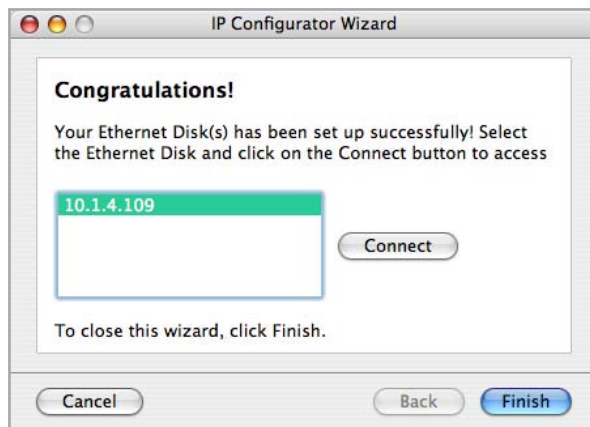 IP Configurator Wizard
Congratulations!
Your Ethernet Disk(s) has been set up successfully! Select
the Ethernet Disk and click on the Connect button to access
10.1.4.109
Connect
To close this wizard, click Finish.
Cancel
Back
Finish